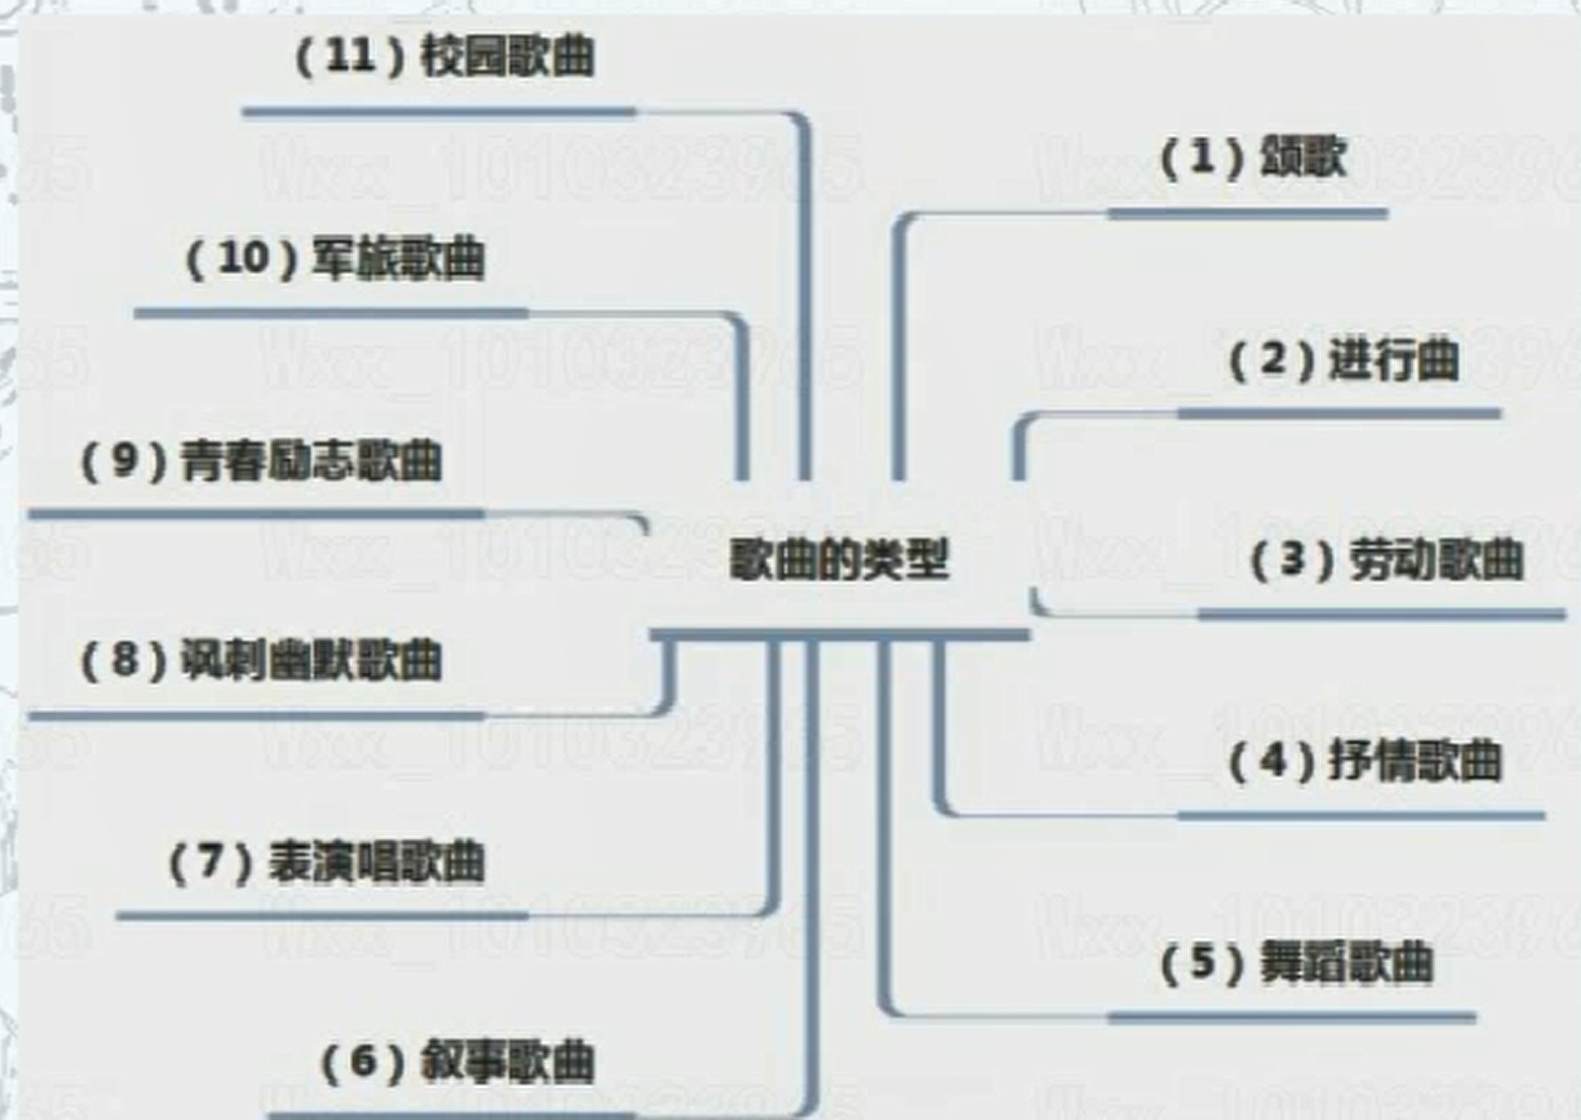 (11)校园歌曲
(1)颂歌
(10)军旅歌曲
(2)进行曲
(9)青春励志歌曲
歌曲的类型
(3)劳动歌曲
(8)讽刺幽默歌曲
(4)抒情歌曲
(7)表演唱歌曲
(5)舞蹈歌曲
(6)叙事歌曲